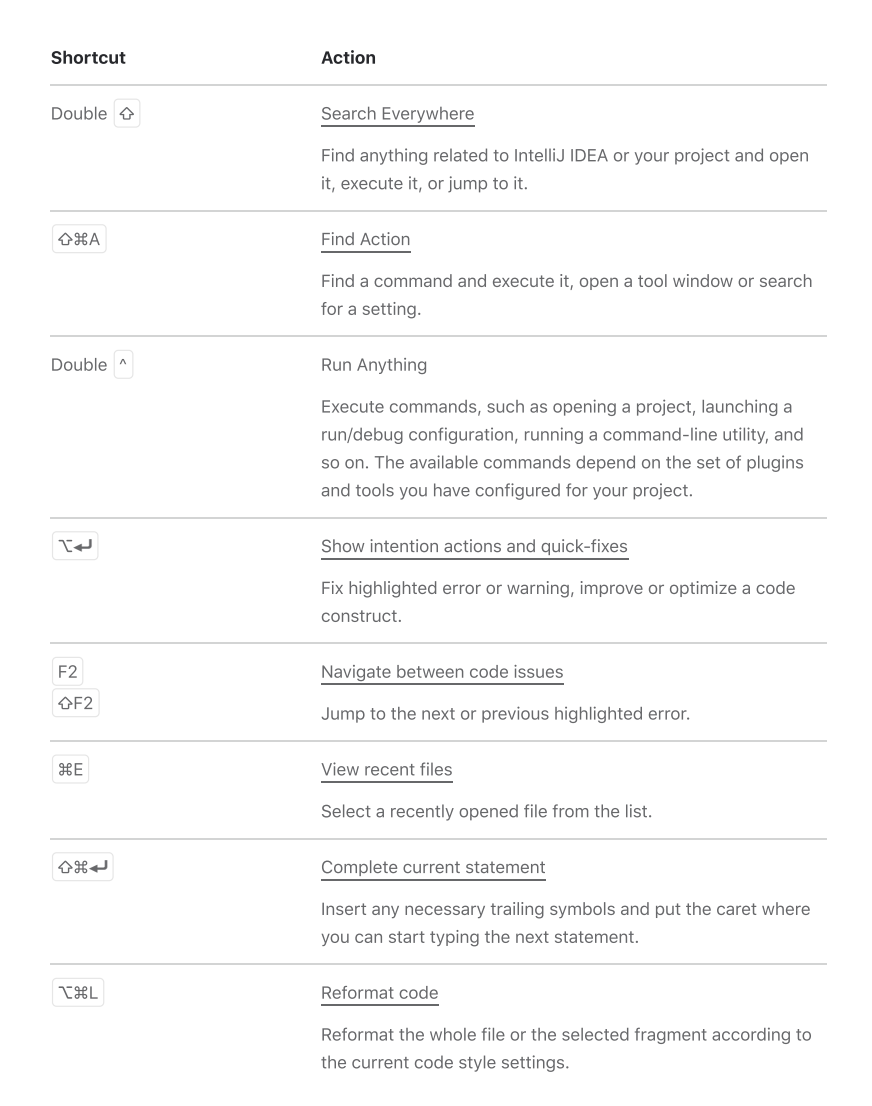 Shortcut Action
Double ⇧ Search Everywhere
Find anything related to IntelliJ IDEA or your project and open
it, execute it, or jump to it.
⇧⌘A Find Action
Find a command and execute it, open a tool window or search
for a setting.
Double ^ Run Anything
Execute commands, such as opening a project, launching a
run/debug configuration, running a command-line utility, and
so on. The available commands depend on the set of plugins
and tools you have configured for your project.
⌥↩ Show intention actions and quick-fixes
Fix highlighted error or warning, improve or optimize a code
construct.
F2 Navigate between code issues
⇧F2
Jump to the next or previous highlighted error.
⌘E View recent files
Select a recently opened file from the list.
⇧⌘↩ Complete current statement
Insert any necessary trailing symbols and put the caret where
you can start typing the next statement.
⌥⌘L Reformat code
Reformat the whole file or the selected fragment according to
the current code style settings.